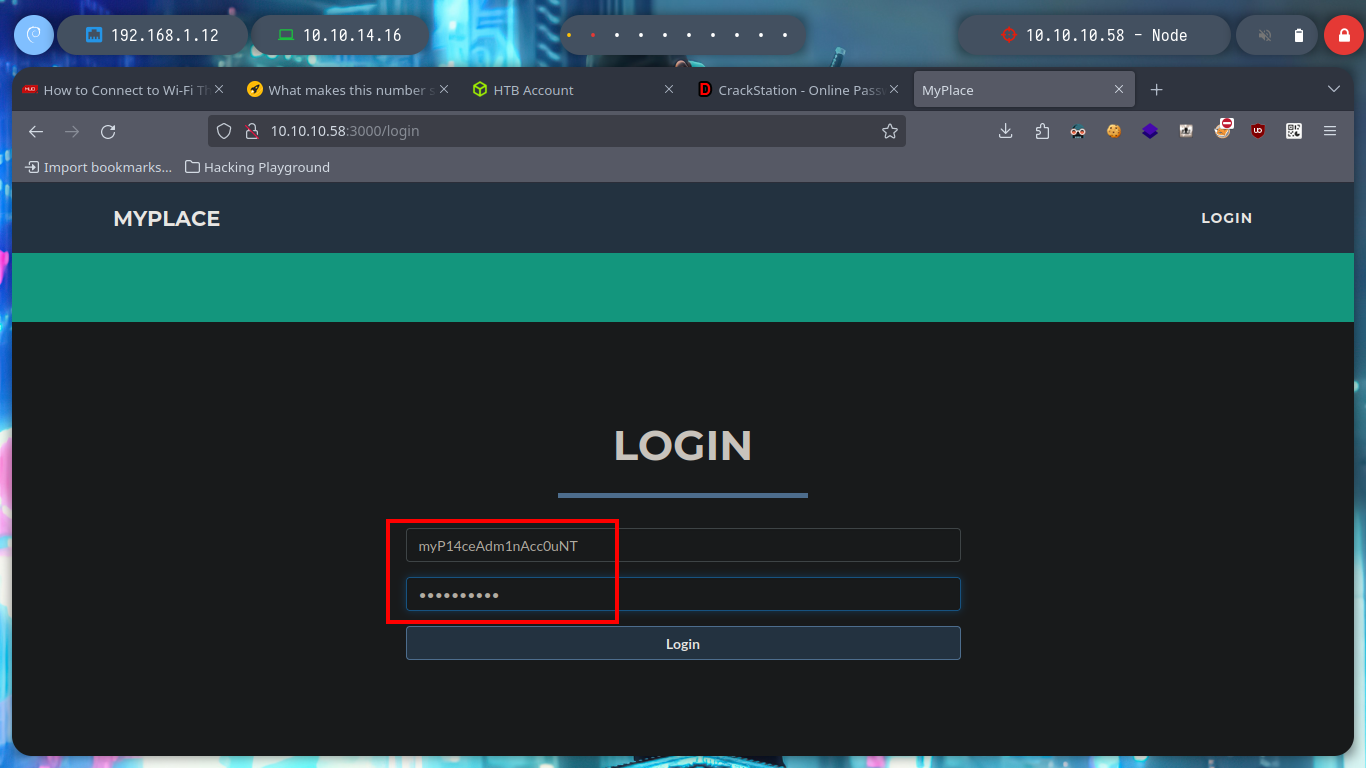 192.168.1.12
10.10.14.16
10.10.10.58 - Node
How to Connect to Wi-Fi Th
What makes this number s
HTB Account
CrackStation - Online Passw
MyPlace
10.10.10.58:3000/login
Import bookmarks...
Hacking Playground
MYPLACE
LOGIN
LOGIN
myP14ceAdm1nAcc0uNT
••••••••••
Login